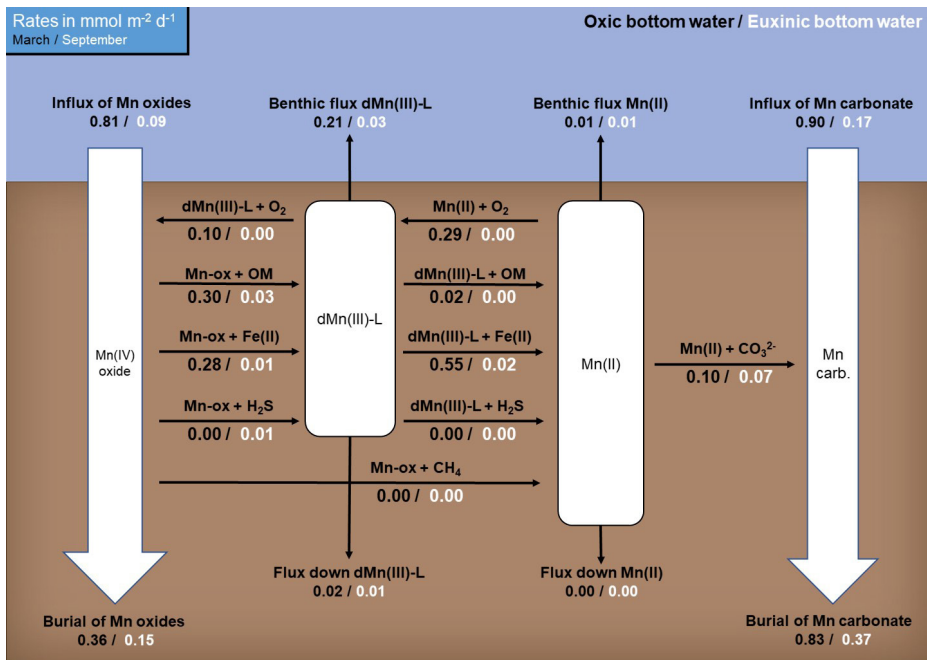 Rates in mmol m⁻² d⁻¹
March / September
Oxic bottom water / Euxinic bottom water
Influx of Mn oxides
0.81 / 0.09
Benthic flux dMn(III)-L
0.21 / 0.03
Benthic flux Mn(II)
0.01 / 0.01
Influx of Mn carbonate
0.90 / 0.17
dMn(III)-L + O₂
0.10 / 0.00
Mn(II) + O₂
0.29 / 0.00
Mn-ox + OM
0.30 / 0.03
dMn(III)-L + OM
0.02 / 0.00
Mn(IV)
oxide
dMn(III)-L
Mn-ox + Fe(II)
0.28 / 0.01
dMn(III)-L + Fe(II)
0.55 / 0.02
Mn(II)
Mn(II) + CO₃²⁻
0.10 / 0.07
Mn
carb.
Mn-ox + H₂S
0.00 / 0.01
dMn(III)-L + H₂S
0.00 / 0.00
Mn-ox + CH₄
0.00 / 0.00
Flux down dMn(III)-L
0.02 / 0.01
Flux down Mn(II)
0.00 / 0.00
Burial of Mn oxides
0.36 / 0.15
Burial of Mn carbonate
0.83 / 0.37